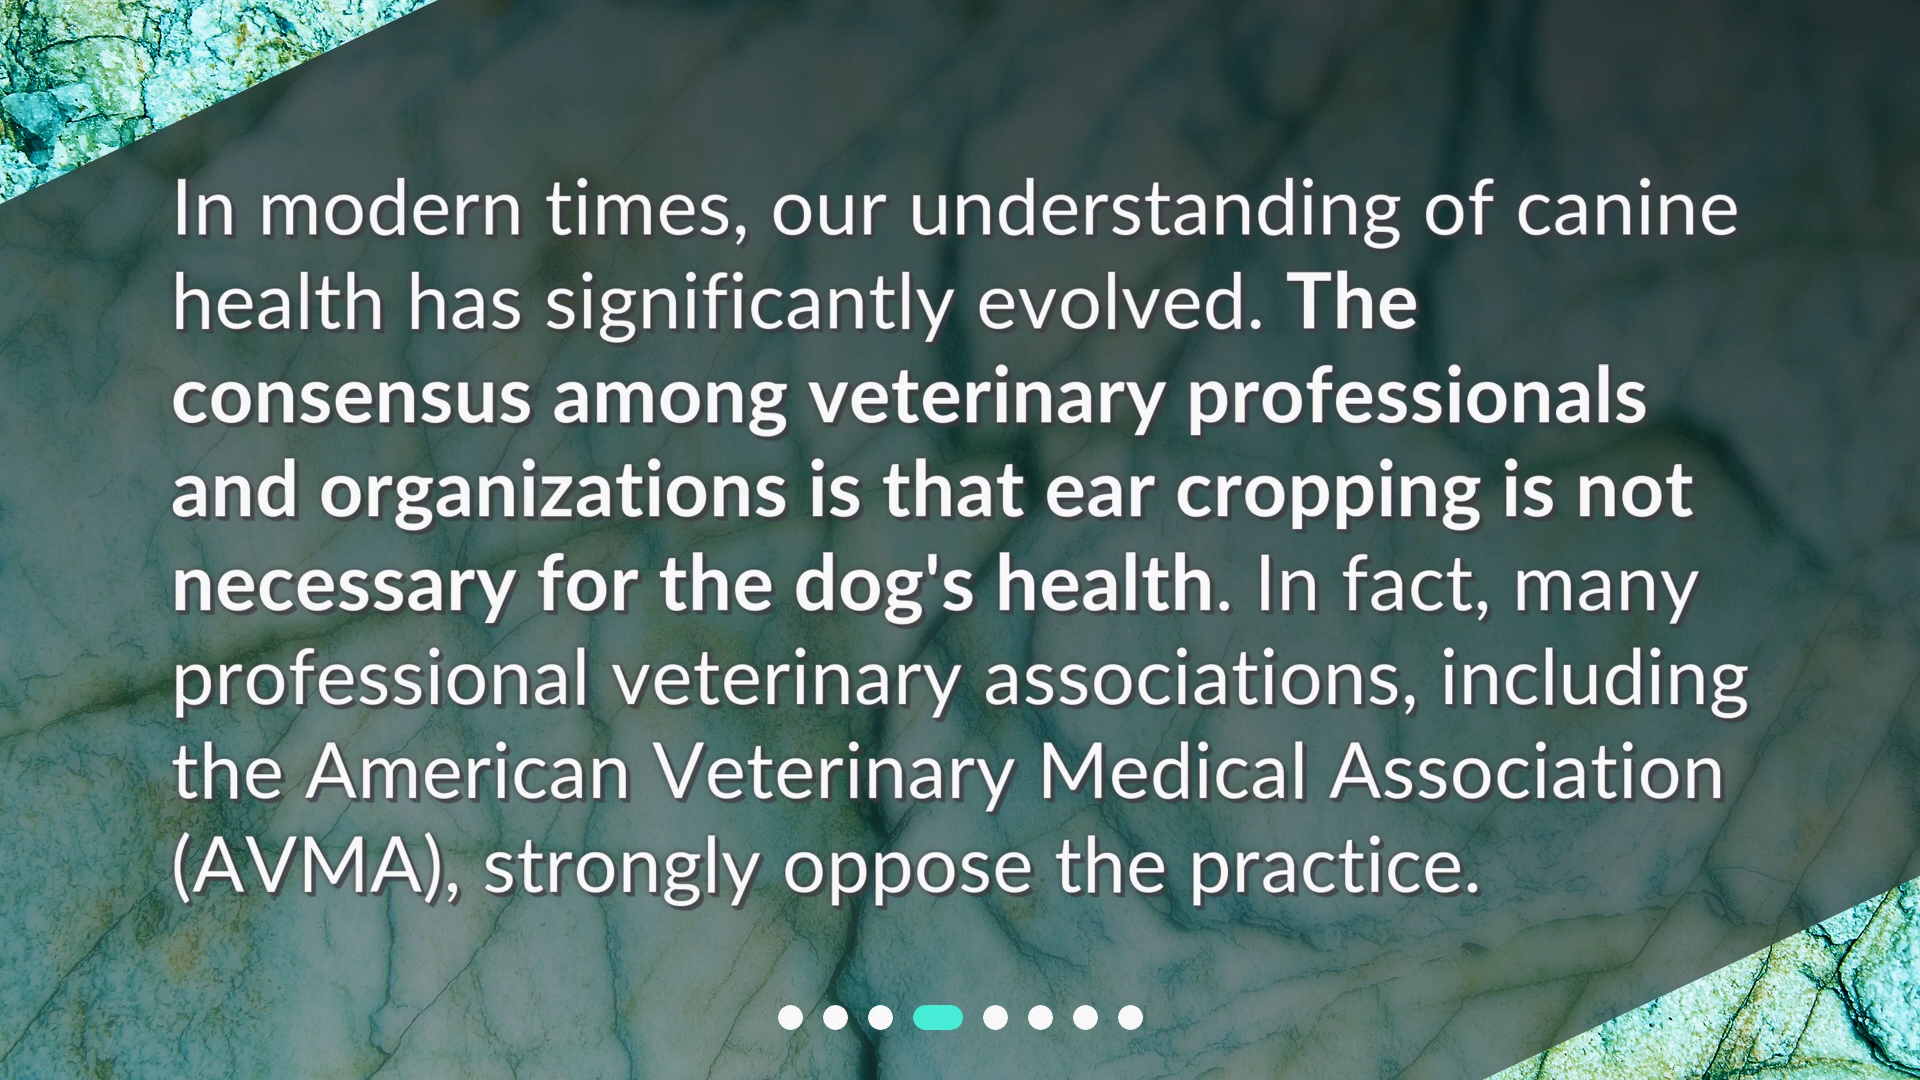 In modern times, our understanding of canine
health has significantly evolved. The
consensus among veterinary professionals
and organizations is that ear cropping is not
necessary for the dog's health. In fact, many
professional veterinary associations, including
the American Veterinary Medical Association
(AVMA), strongly oppose the practice.